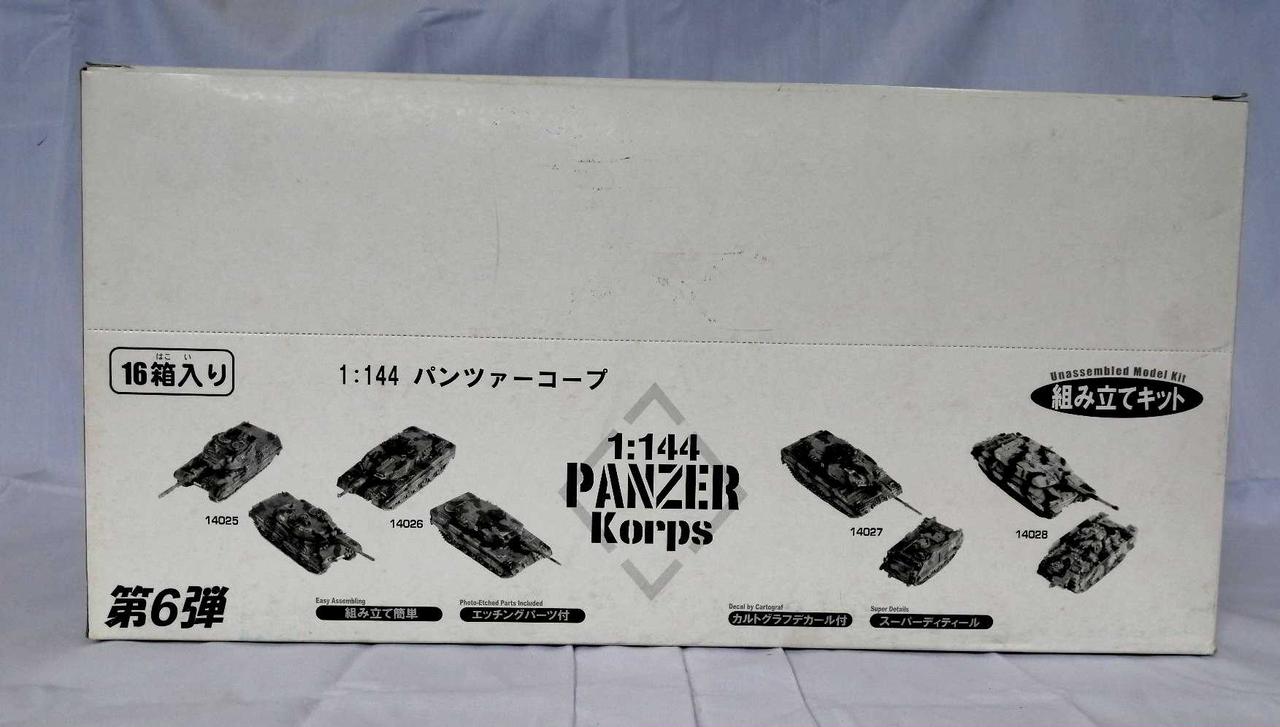 はこ い
16箱入り
1:144 パンツァーコープ
Unassembled Model Kit
組み立てキット
1:144
PANZER
Korps
14025
14026
14027
14028
第6弾
Easy Assembling
組み立て簡単
Photo-Etched Parts Included
エッチングパーツ付
Decal by Cartograf
カルトグラフデカール付
Super Details
スーパーディティール